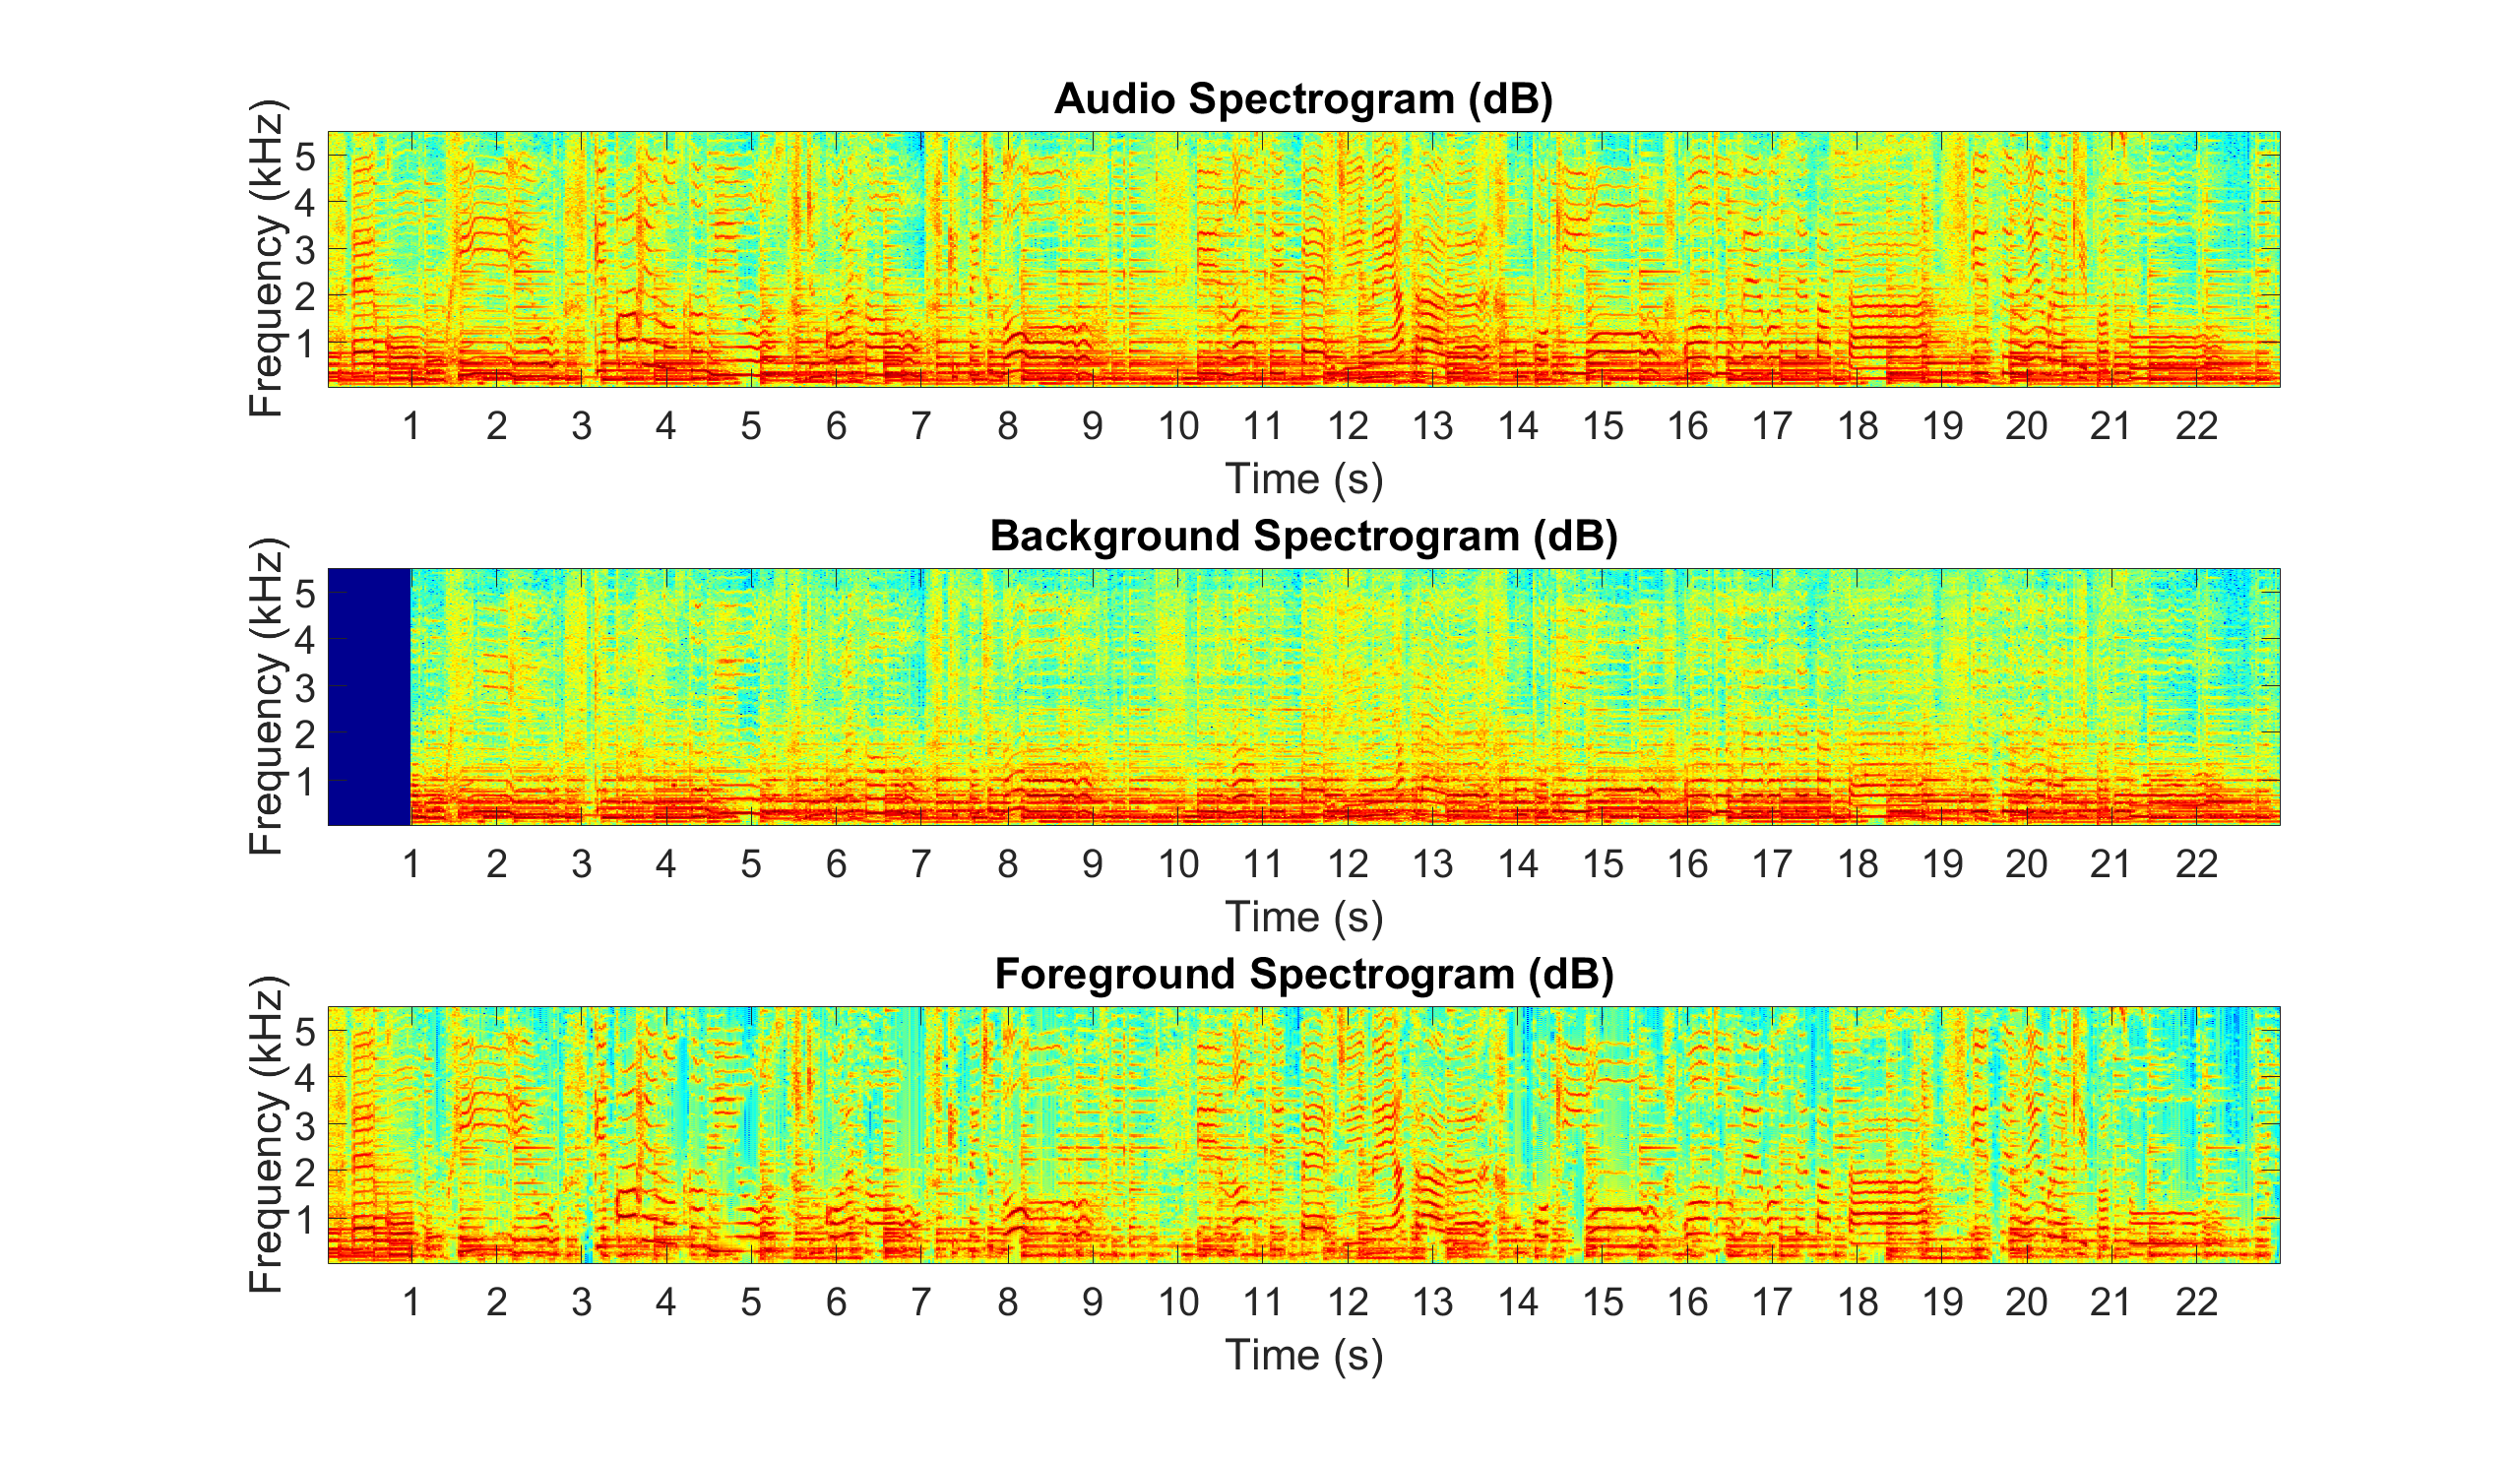 Audio Spectrogram (dB)
Frequency (kHz)
5
4
3
2
1
1 2 3 4 5 6 7 8 9 10 11 12 13 14 15 16 17 18 19 20 21 22
Time (s)
Background Spectrogram (dB)
Frequency (kHz)
5
4
3
2
1
1 2 3 4 5 6 7 8 9 10 11 12 13 14 15 16 17 18 19 20 21 22
Time (s)
Foreground Spectrogram (dB)
Frequency (kHz)
5
4
3
2
1
1 2 3 4 5 6 7 8 9 10 11 12 13 14 15 16 17 18 19 20 21 22
Time (s)